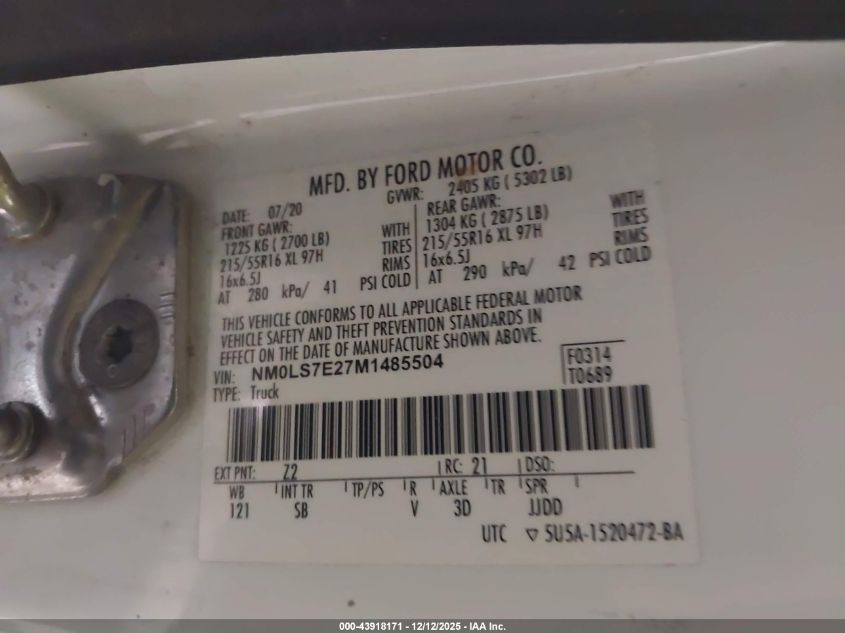 MFD. BY FORD MOTOR CO.
DATE: 07/20 GVWR: 2405 KG ( 5302 LB)
FRONT GAWR: REAR GAWR:
1225 KG ( 2700 LB) WITH 1304 KG ( 2875 LB) WITH
215/55R16 XL 97H TIRES 215/55R16 XL 97H TIRES
16x6.5J RIMS 16x6.5J RIMS
AT 280 kPa/ 41 PSI COLD AT 290 kPa/ 42 PSI COLD
THIS VEHICLE CONFORMS TO ALL APPLICABLE FEDERAL MOTOR
VEHICLE SAFETY AND THEFT PREVENTION STANDARDS IN
EFFECT ON THE DATE OF MANUFACTURE SHOWN ABOVE.
VIN: NM0LS7E27M1485504 F0314
TYPE: Truck T0689
EXT PNT: Z2 RC: 21 DSO:
WB INT TR TP/PS R AXLE TR SPR
121 SB V 3D JJDD
UTC ▽ 5U5A-1520472-BA
000-43918171 - 12/12/2025 - IAA Inc.